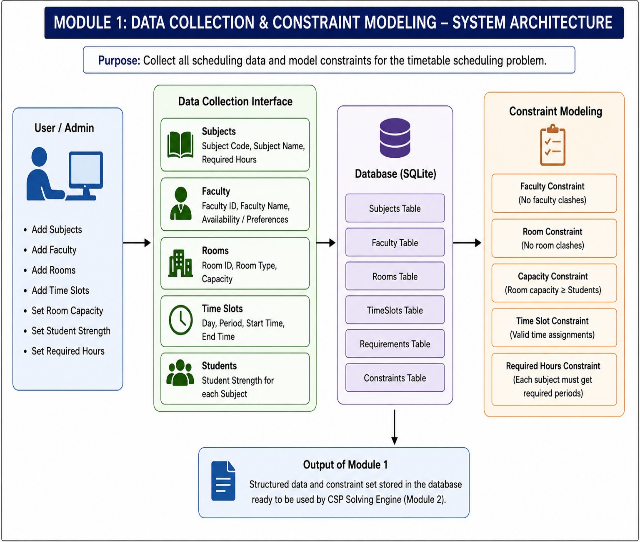 MODULE 1: DATA COLLECTION & CONSTRAINT MODELING – SYSTEM ARCHITECTURE
Purpose: Collect all scheduling data and model constraints for the timetable scheduling problem.
User / Admin
• Add Subjects
• Add Faculty
• Add Rooms
• Add Time Slots
• Set Room Capacity
• Set Student Strength
• Set Required Hours
Data Collection Interface
Subjects
Subject Code, Subject Name,
Required Hours
Faculty
Faculty ID, Faculty Name,
Availability / Preferences
Rooms
Room ID, Room Type,
Capacity
Time Slots
Day, Period, Start Time,
End Time
Students
Student Strength for
each Subject
Database (SQLite)
Subjects Table
Faculty Table
Rooms Table
TimeSlots Table
Requirements Table
Constraints Table
Constraint Modeling
Faculty Constraint
(No faculty clashes)
Room Constraint
(No room clashes)
Capacity Constraint
(Room capacity ≥ Students)
Time Slot Constraint
(Valid time assignments)
Required Hours Constraint
(Each subject must get
required periods)
Output of Module 1
Structured data and constraint set stored in the database
ready to be used by CSP Solving Engine (Module 2).